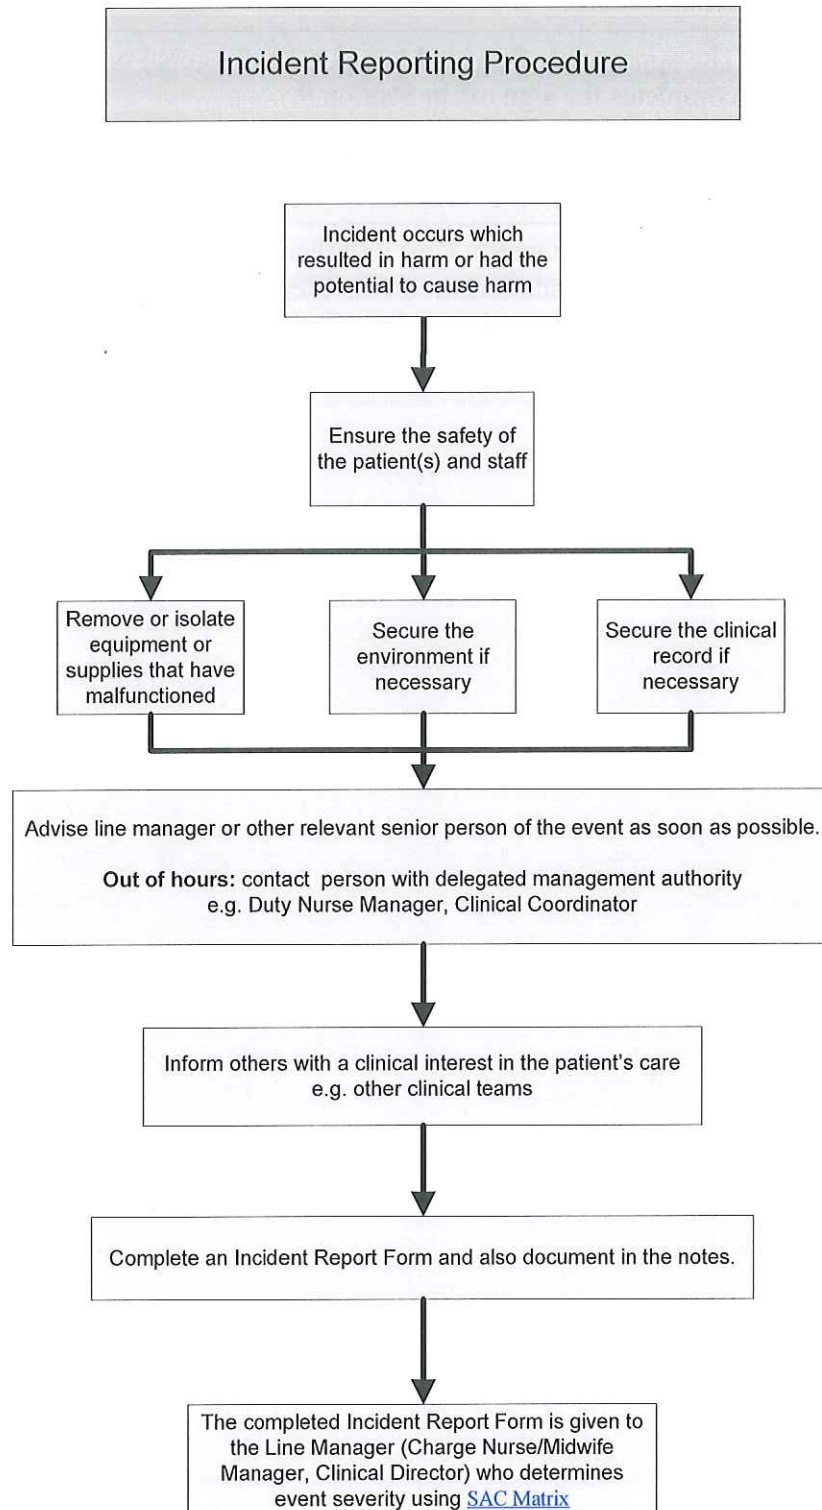 Incident Reporting Procedure
Incident occurs which
resulted in harm or had the
potential to cause harm
Ensure the safety of
the patient(s) and staff
Remove or isolate
equipment or
supplies that have
malfunctioned
Secure the
environment if
necessary
Secure the clinical
record if
necessary
Advise line manager or other relevant senior person of the event as soon as possible.
Out of hours: contact person with delegated management authority
e.g. Duty Nurse Manager, Clinical Coordinator
Inform others with a clinical interest in the patient's care
e.g. other clinical teams
Complete an Incident Report Form and also document in the notes.
The completed Incident Report Form is given to
the Line Manager (Charge Nurse/Midwife
Manager, Clinical Director) who determines
event severity using SAC Matrix